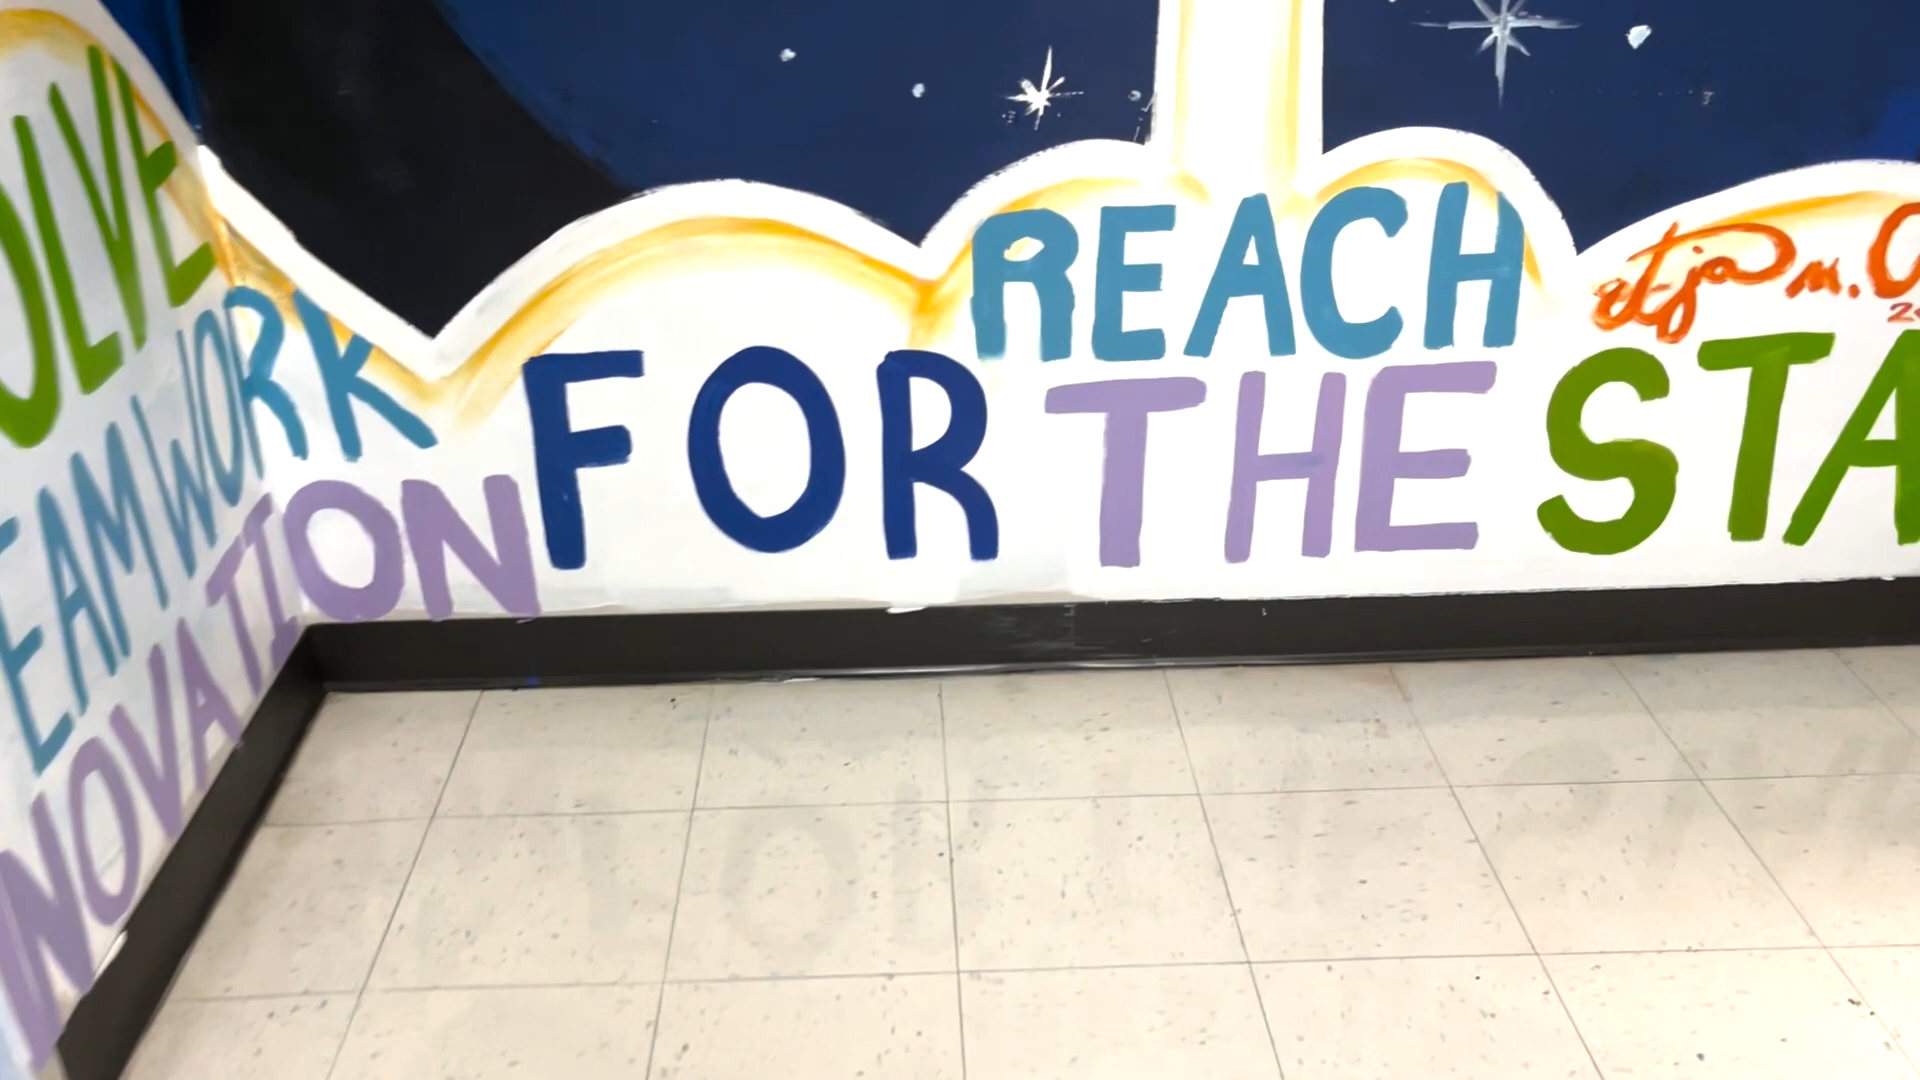 OLVE
EAMWORK
NOVATION
REACH
FOR THE STA